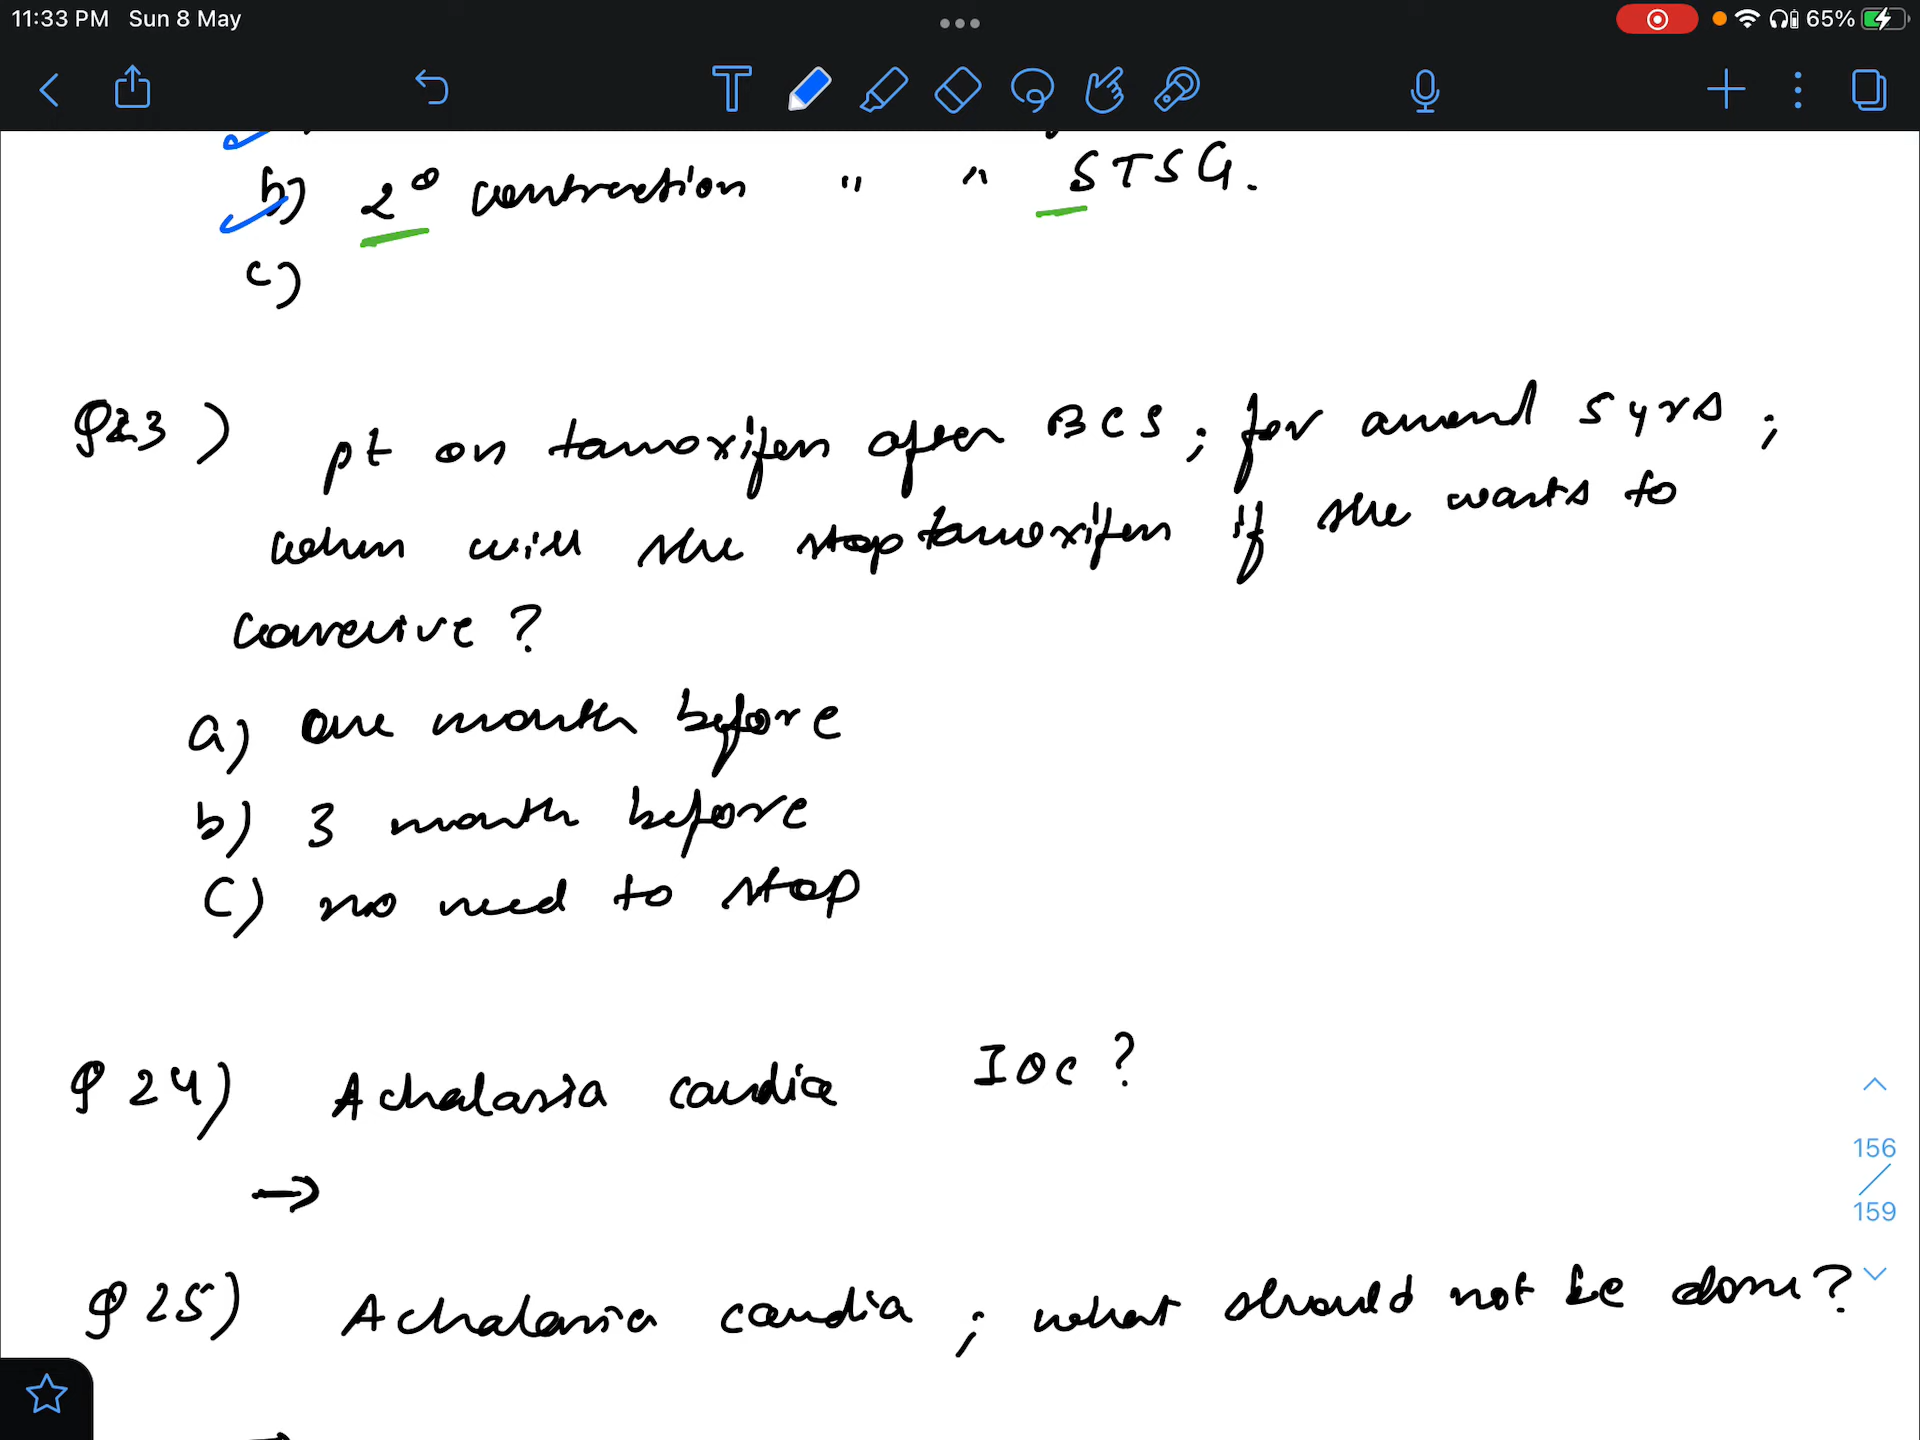 11:33 PM Sun 8 May
65%
b) 2° contraction " " STSG.
c)
Q23) pt on tamoxifen after BCS; for around 5 yrs;
when will she stop tamoxifen if she wants to
conceive?
a) one month before
b) 3 month before
c) no need to stop
Q 24) Achalasia cardia IOC?
→
156
159
Q 25) Achalasia cardia; what should not be done?